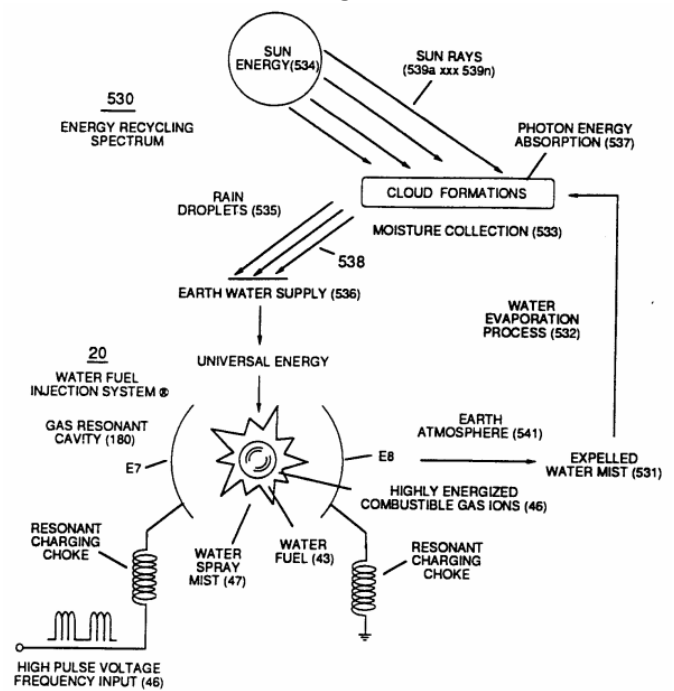 SUN
ENERGY(534)
SUN RAYS
(539a xxx 539n)
530
ENERGY RECYCLING
SPECTRUM
PHOTON ENERGY
ABSORPTION (537)
CLOUD FORMATIONS
RAIN
DROPLETS (535)
MOISTURE COLLECTION (533)
538
EARTH WATER SUPPLY (536)
WATER
EVAPORATION
PROCESS (532)
UNIVERSAL ENERGY
20
WATER FUEL
INJECTION SYSTEM ®
GAS RESONANT
CAVITY (180)
E7
E8
EARTH
ATMOSPHERE (541)
EXPELLED
WATER MIST (531)
HIGHLY ENERGIZED
COMBUSTIBLE GAS IONS (46)
RESONANT
CHARGING
CHOKE
WATER
SPRAY
MIST (47)
WATER
FUEL (43)
RESONANT
CHARGING
CHOKE
HIGH PULSE VOLTAGE
FREQUENCY INPUT (46)